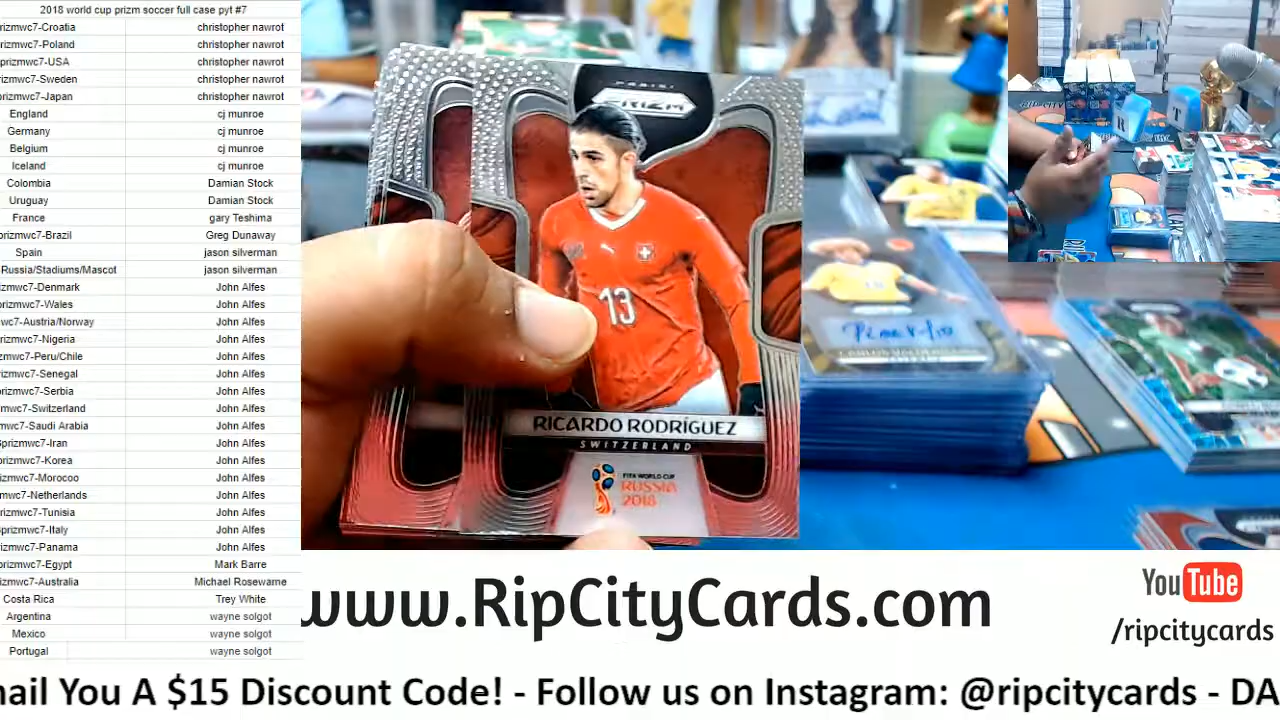 2018 world cup prizm soccer full case pyt #7
rizmwc7-Croatia christopher nawrot
rizmwc7-Poland christopher nawrot
prizmwc7-USA christopher nawrot
rizmwc7-Sweden christopher nawrot
rizmwc7-Japan christopher nawrot
England cj munroe
Germany cj munroe
Belgium cj munroe
Iceland cj munroe
Colombia Damian Stock
Uruguay Damian Stock
France gary Teshima
prizmwc7-Brazil Greg Dunaway
Spain jason silverman
Russia/Stadiums/Mascot jason silverman
rizmwc7-Denmark John Alfes
rizmwc7-Wales John Alfes
wc7-Austria/Norway John Alfes
rizmwc7-Nigeria John Alfes
zmwc7-Peru/Chile John Alfes
izmwc7-Senegal John Alfes
rizmwc7-Serbia John Alfes
mwc7-Switzerland John Alfes
mwc7-Saudi Arabia John Alfes
prizmwc7-Iran John Alfes
prizmwc7-Korea John Alfes
zmwc7-Morocoo John Alfes
mwc7-Netherlands John Alfes
izmwc7-Tunisia John Alfes
prizmwc7-Italy John Alfes
izmwc7-Panama John Alfes
rizmwc7-Egypt Mark Barre
izmwc7-Australia Michael Rosewarne
Costa Rica Trey White
Argentina wayne solgot
Mexico wayne solgot
Portugal wayne solgot
PANINI
PRIZM
13
RICARDO RODRÍGUEZ
SWITZERLAND
FIFA WORLD CUP
RUSSIA
2018
R
T
www.RipCityCards.com
YouTube
/ripcitycards
mail You A $15 Discount Code! - Follow us on Instagram: @ripcitycards - DA